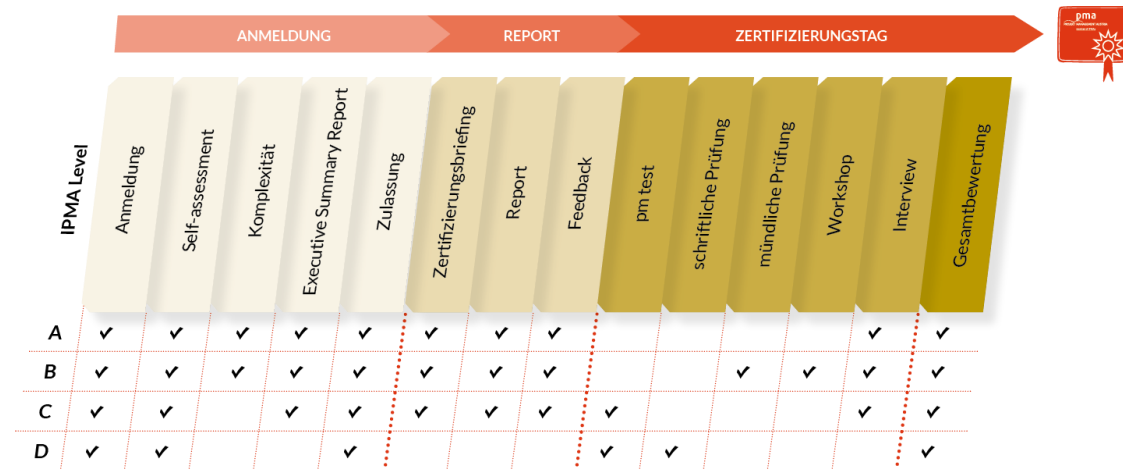 ANMELDUNG
REPORT
ZERTIFIZIERUNGSTAG
pma
IPMA Level
Anmeldung
Self-assessment
Komplexität
Executive Summary Report
Zulassung
Zertifizierungsbriefing
Report
Feedback
pm test
schriftliche Prüfung
mündliche Prüfung
Workshop
Interview
Gesamtbewertung
A ✓ ✓ ✓ ✓ ✓ ✓ ✓ ✓ ✓ ✓
B ✓ ✓ ✓ ✓ ✓ ✓ ✓ ✓ ✓ ✓ ✓ ✓
C ✓ ✓ ✓ ✓ ✓ ✓ ✓ ✓ ✓ ✓
D ✓ ✓ ✓ ✓ ✓ ✓